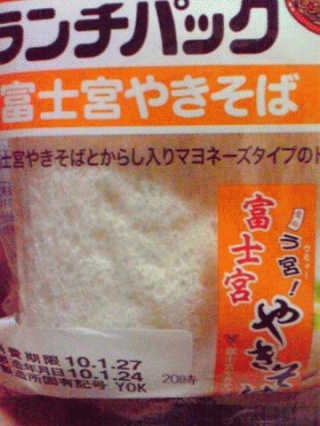 ランチパック
富士宮やきそば
士宮やきそばとからし入りマヨネーズタイプの
う宮!
富士宮
やきそ
消費期限 10.1.27
製造年月日 10.1.24 20時
製造所固有記号 YOK